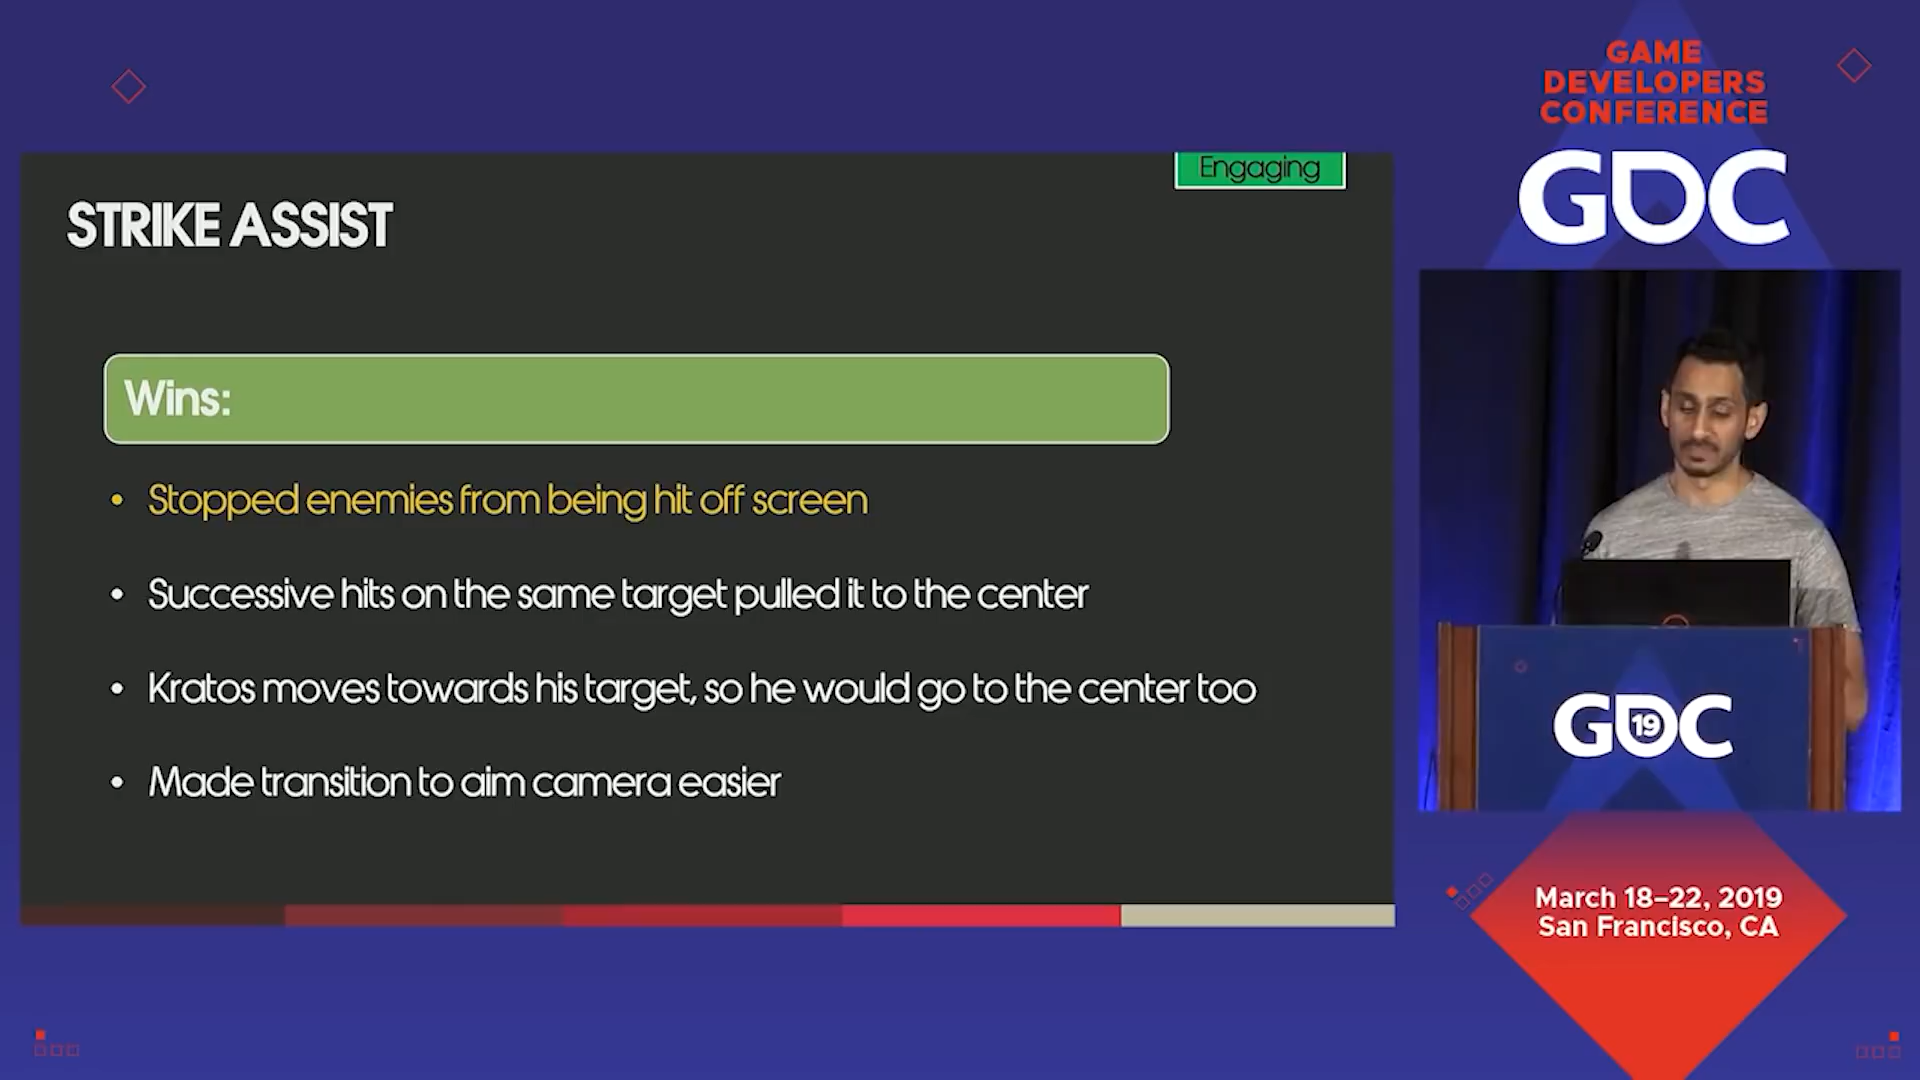 Engaging
STRIKE ASSIST
Wins:
• Stopped enemies from being hit off screen
• Successive hits on the same target pulled it to the center
• Kratos moves towards his target, so he would go to the center too
• Made transition to aim camera easier
GAME
DEVELOPERS
CONFERENCE
GDC
GDC 19
March 18–22, 2019
San Francisco, CA